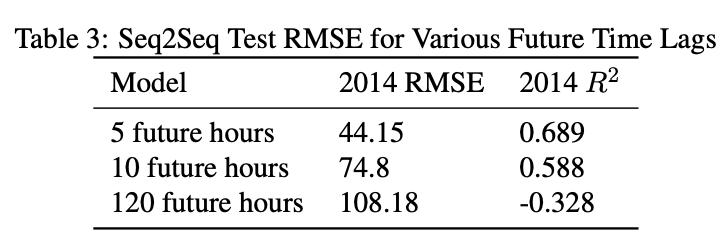 Table 3: Seq2Seq Test RMSE for Various Future Time Lags
Model 2014 RMSE 2014 R²
5 future hours 44.15 0.689
10 future hours 74.8 0.588
120 future hours 108.18 -0.328